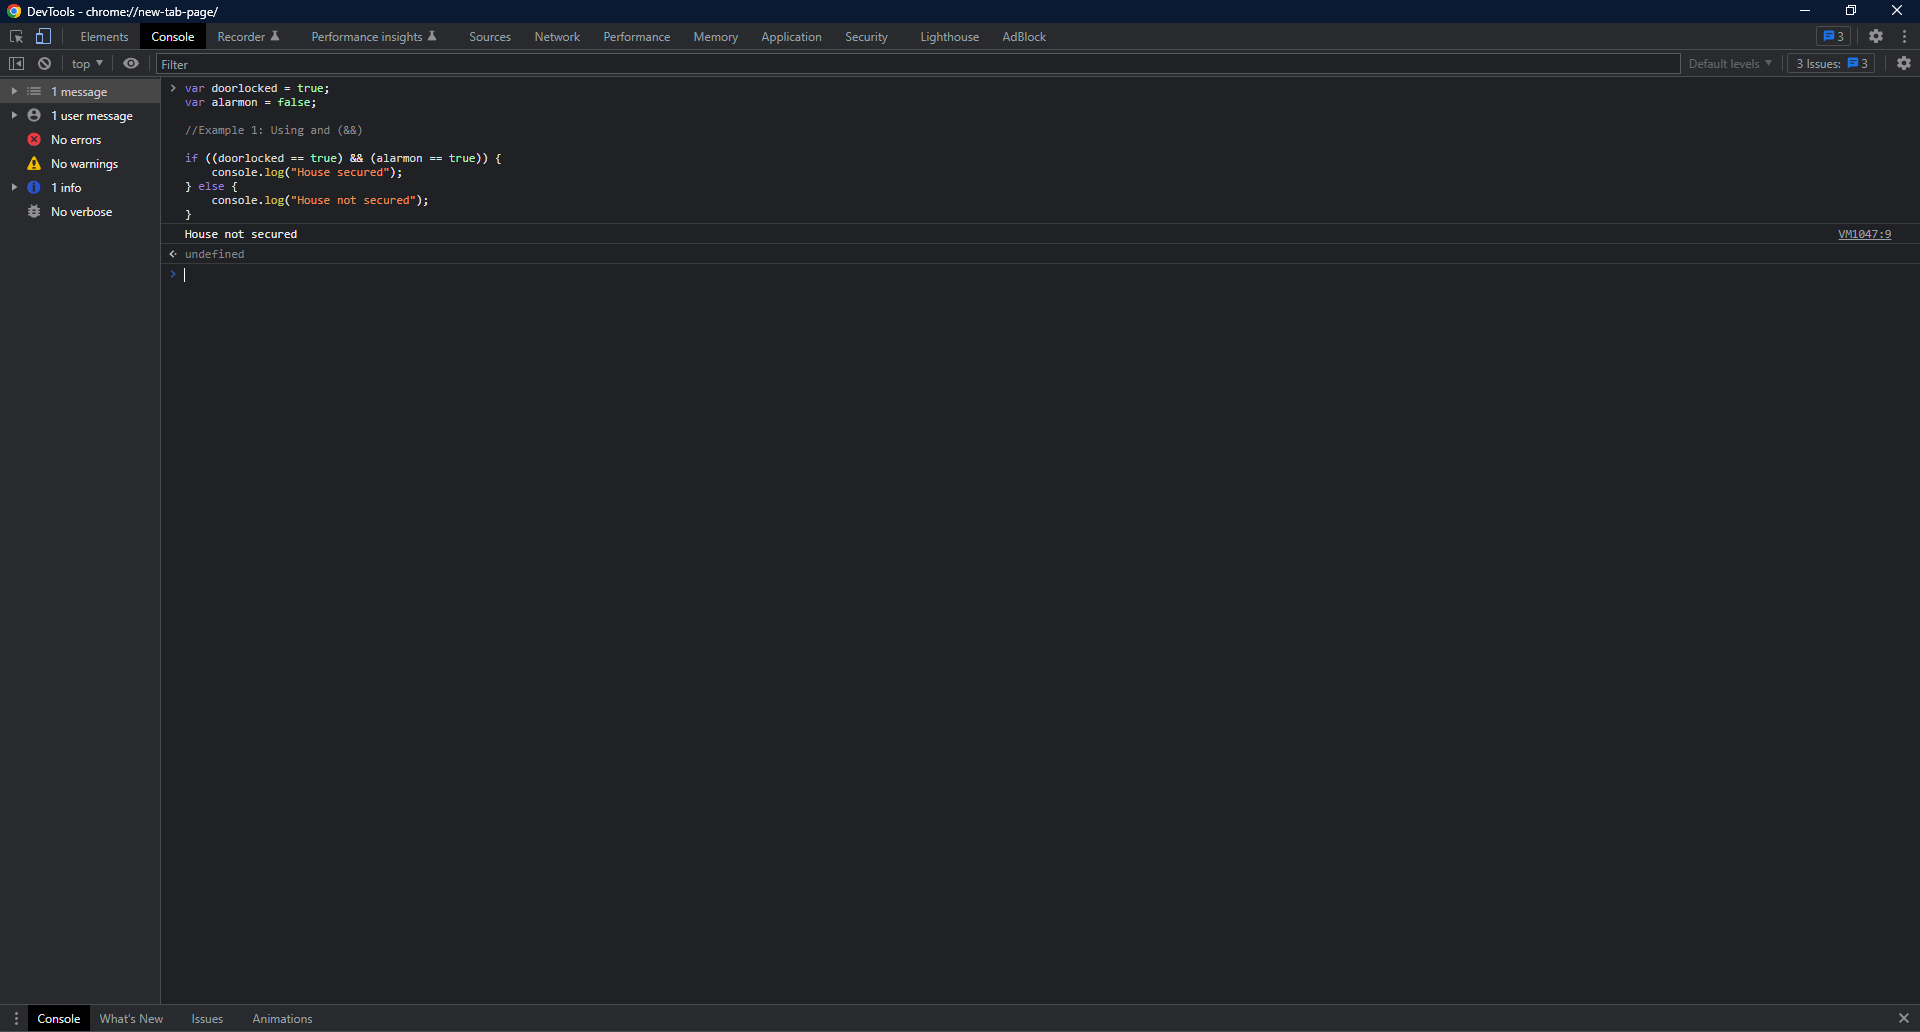 DevTools - chrome://new-tab-page/
Elements Console Recorder Performance insights Sources Network Performance Memory Application Security Lighthouse AdBlock 3
top Filter Default levels 3 Issues: 3
1 message
1 user message
No errors
No warnings
1 info
No verbose
var doorlocked = true;
var alarmon = false;
//Example 1: Using and (&&)
if ((doorlocked == true) && (alarmon == true)) {
    console.log("House secured");
} else {
    console.log("House not secured");
}
House not secured VM1047:9
undefined
Console What's New Issues Animations